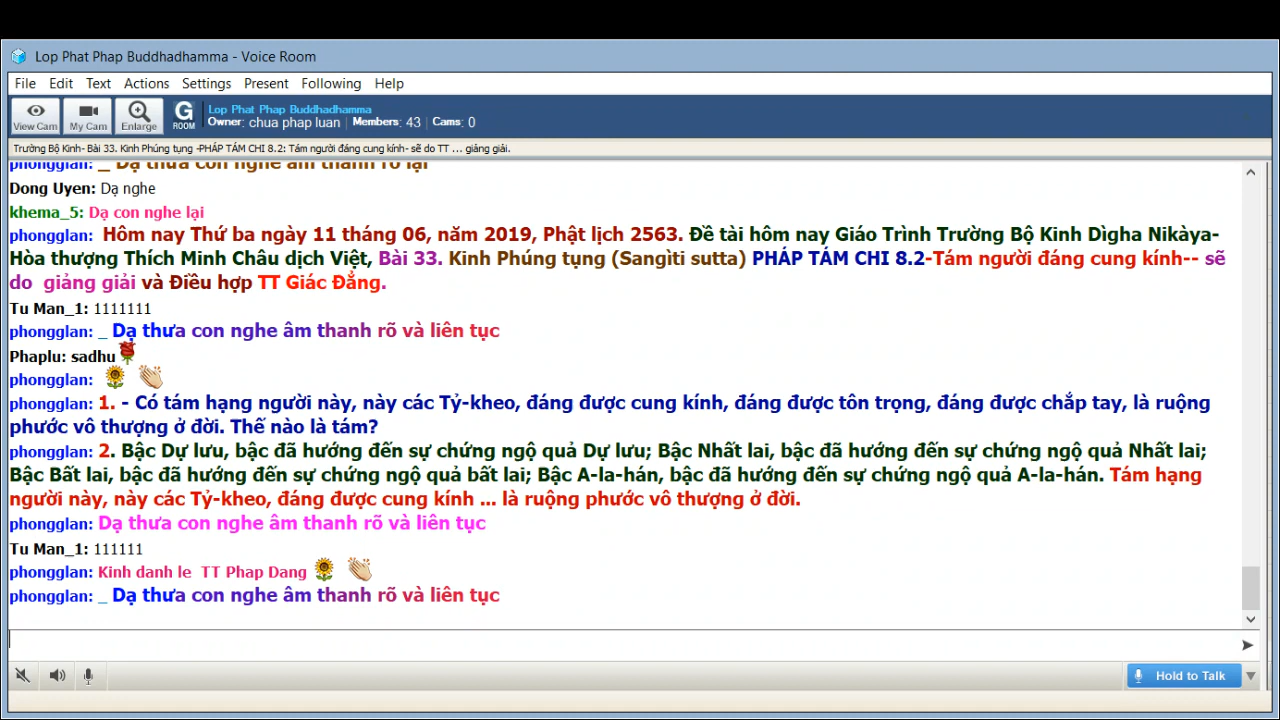 Lop Phat Phap Buddhadhamma - Voice Room
File Edit Text Actions Settings Present Following Help
View Cam My Cam Enlarge G ROOM Lop Phat Phap Buddhadhamma
Owner: chua phap luan | Members: 43 | Cams: 0
Trường Bộ Kinh- Bài 33. Kinh Phúng tụng -PHÁP TÁM CHI 8.2: Tám người đáng cung kính- sẽ do TT ... giảng giải.
phongglan: _ Dạ thưa con nghe âm thanh rõ lại
Dong Uyen: Dạ nghe
khema_5: Dạ con nghe lại
phongglan: Hôm nay Thứ ba ngày 11 tháng 06, năm 2019, Phật lịch 2563. Đề tài hôm nay Giáo Trình Trường Bộ Kinh Dìgha Nikàya-
Hòa thượng Thích Minh Châu dịch Việt, Bài 33. Kinh Phúng tụng (Sangìti sutta) PHÁP TÁM CHI 8.2-Tám người đáng cung kính-- sẽ
do giảng giải và Điều hợp TT Giác Đẳng.
Tu Man_1: 1111111
phongglan: _ Dạ thưa con nghe âm thanh rõ và liên tục
Phaplu: sadhu
phongglan:
phongglan: 1. - Có tám hạng người này, này các Tỷ-kheo, đáng được cung kính, đáng được tôn trọng, đáng được chắp tay, là ruộng
phước vô thượng ở đời. Thế nào là tám?
phongglan: 2. Bậc Dự lưu, bậc đã hướng đến sự chứng ngộ quả Dự lưu; Bậc Nhất lai, bậc đã hướng đến sự chứng ngộ quả Nhất lai;
Bậc Bất lai, bậc đã hướng đến sự chứng ngộ quả bất lai; Bậc A-la-hán, bậc đã hướng đến sự chứng ngộ quả A-la-hán. Tám hạng
người này, này các Tỷ-kheo, đáng được cung kính ... là ruộng phước vô thượng ở đời.
phongglan: Dạ thưa con nghe âm thanh rõ và liên tục
Tu Man_1: 111111
phongglan: Kinh danh le TT Phap Dang
phongglan: _ Dạ thưa con nghe âm thanh rõ và liên tục
Hold to Talk